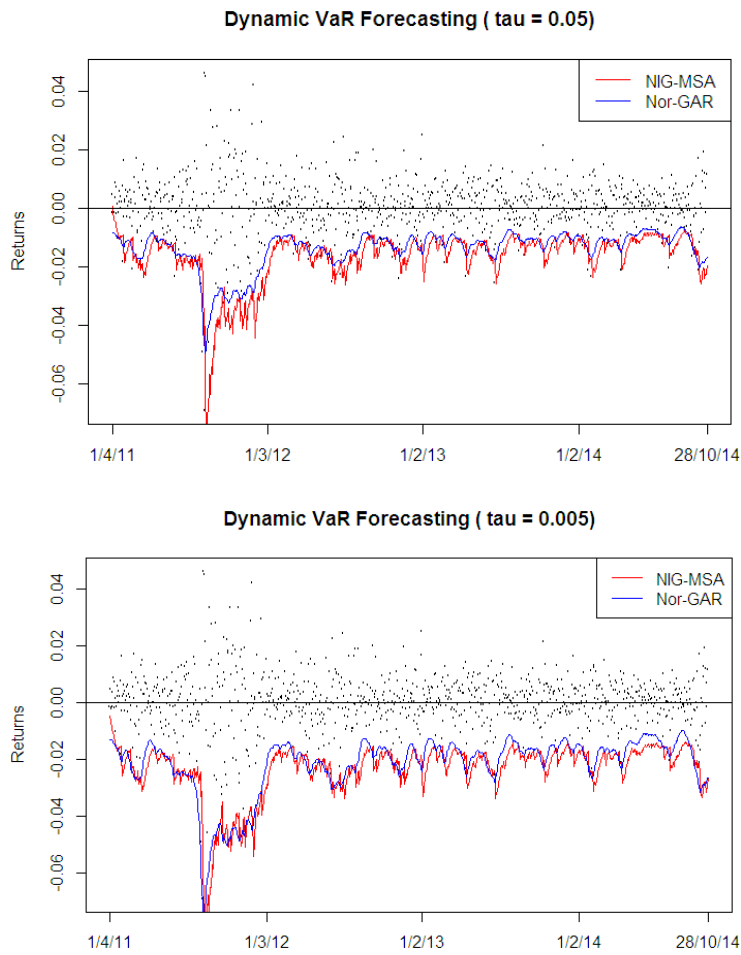 Dynamic VaR Forecasting ( tau = 0.05)
NIG-MSA
Nor-GAR
Returns
0.04
0.02
0.00
-0.02
-0.04
-0.06
1/4/11
1/3/12
1/2/13
1/2/14
28/10/14
Dynamic VaR Forecasting ( tau = 0.005)
NIG-MSA
Nor-GAR
Returns
0.04
0.02
0.00
-0.02
-0.04
-0.06
1/4/11
1/3/12
1/2/13
1/2/14
28/10/14